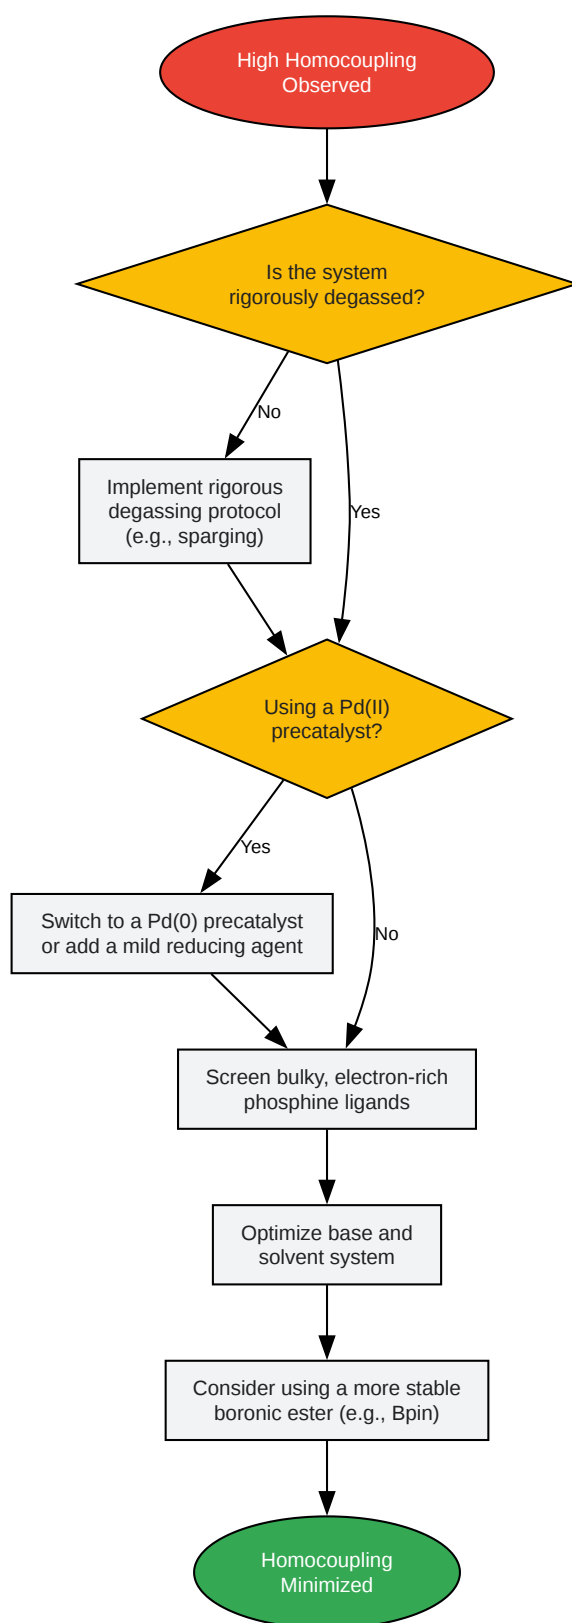 High Homocoupling
Observed
Is the system
rigorously degassed?
No
Implement rigorous
degassing protocol
(e.g., sparging)
Yes
Using a Pd(II)
precatalyst?
Yes
Switch to a Pd(0) precatalyst
or add a mild reducing agent
No
Screen bulky, electron-rich
phosphine ligands
Optimize base and
solvent system
Consider using a more stable
boronic ester (e.g., Bpin)
Homocoupling
Minimized